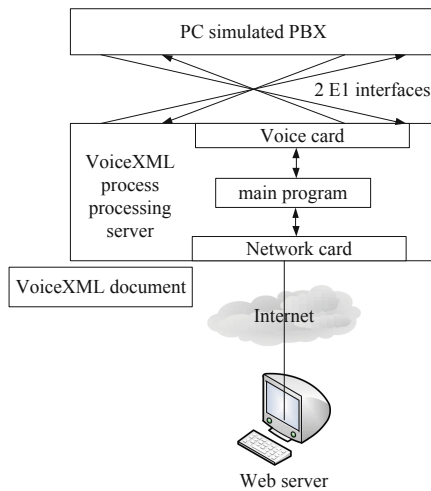 PC simulated PBX
2 E1 interfaces
Voice card
VoiceXML
process
processing
server
main program
Network card
VoiceXML document
Internet
Web server